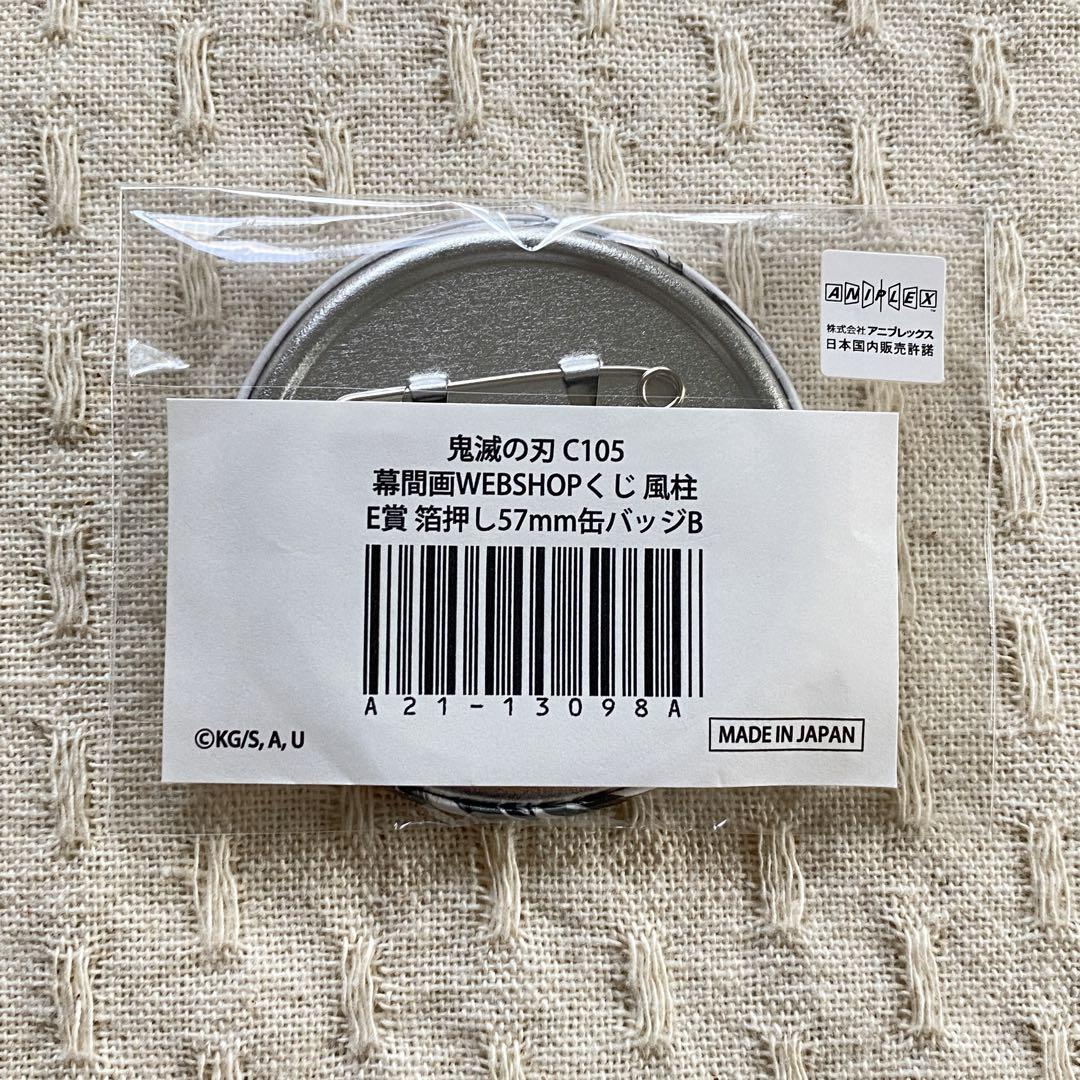 ANIPLEX
株式会社アニプレックス
日本国内販売許諾
鬼滅の刃 C105
幕間画WEBSHOPくじ 風柱
E賞 箔押し57mm缶バッジB
A21-13098A
©KG/S, A, U
MADE IN JAPAN